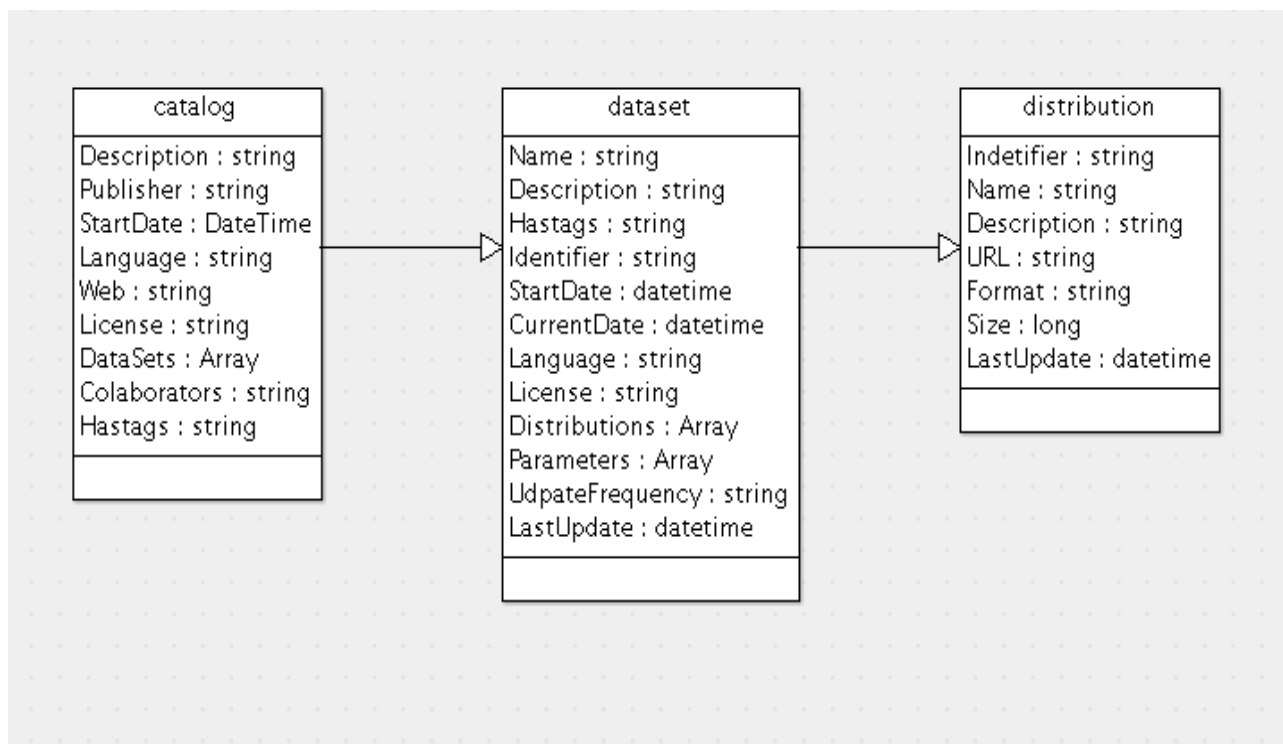 catalog
Description : string
Publisher : string
StartDate : DateTime
Language : string
Web : string
License : string
DataSets : Array
Colaborators : string
Hastags : string
dataset
Name : string
Description : string
Hastags : string
Identifier : string
StartDate : datetime
CurrentDate : datetime
Language : string
License : string
Distributions : Array
Parameters : Array
UdpateFrequency : string
LastUpdate : datetime
distribution
Indetifier : string
Name : string
Description : string
URL : string
Format : string
Size : long
LastUpdate : datetime